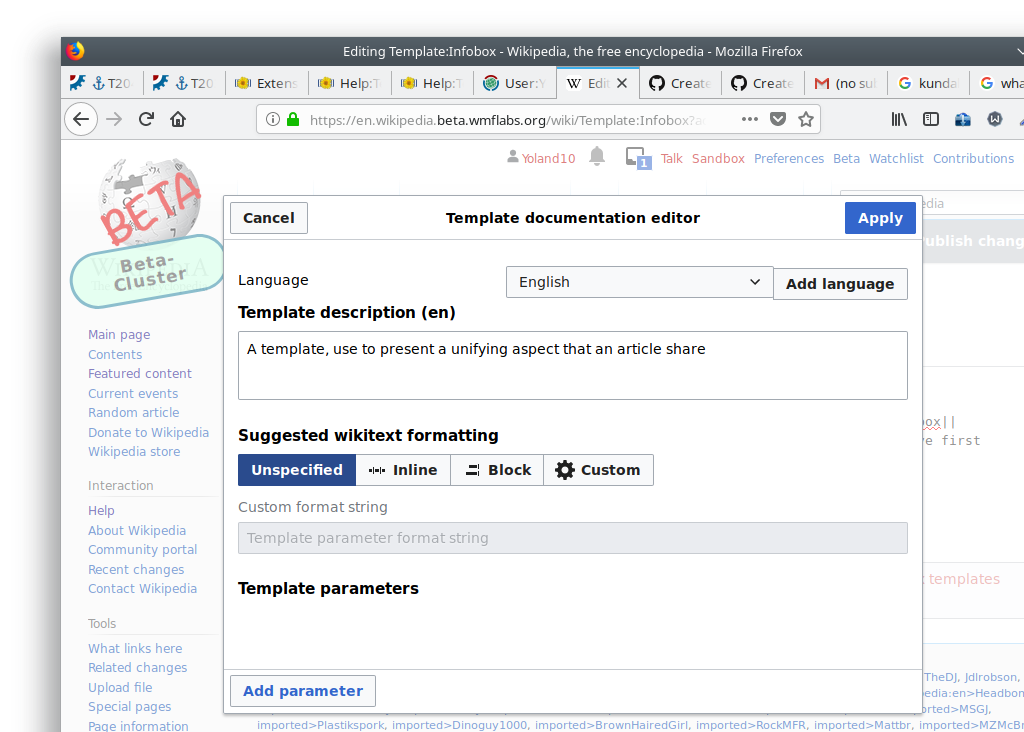 Editing Template:Infobox - Wikipedia, the free encyclopedia - Mozilla Firefox
T20 T20 Extens Help:T Help:T User:Y Edit Create Create (no su kunda wha
https://en.wikipedia.beta.wmflabs.org/wiki/Template:Infobox?a
Yoland10 1 Talk Sandbox Preferences Beta Watchlist Contributions
BETA
Beta-
Cluster
Cancel Template documentation editor Apply
edia
ublish chang
Language English Add language
Template description (en)
A template, use to present a unifying aspect that an article share
Suggested wikitext formatting
Unspecified Inline Block Custom
Custom format string
Template parameter format string
Template parameters
Add parameter
Main page
Contents
Featured content
Current events
Random article
Donate to Wikipedia
Wikipedia store
Interaction
Help
About Wikipedia
Community portal
Recent changes
Contact Wikipedia
Tools
What links here
Related changes
Upload file
Special pages
Page information
ox||
e first
templates
TheDJ, Jdlrobson,
pedia:en>Headbon
orted>MSGJ,
imported>Plastikspork, imported>Dinoguy1000, imported>BrownHairedGirl, imported>RockMFR, imported>Mattbr, imported>MZMcBr